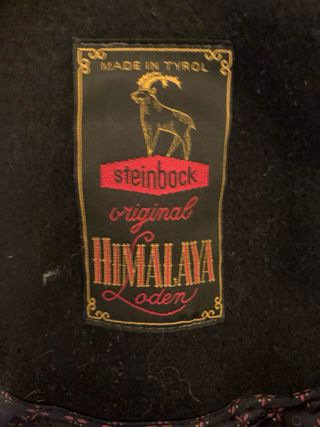 MADE IN TYROL
steinbock
original
HIMALAYA
Loden